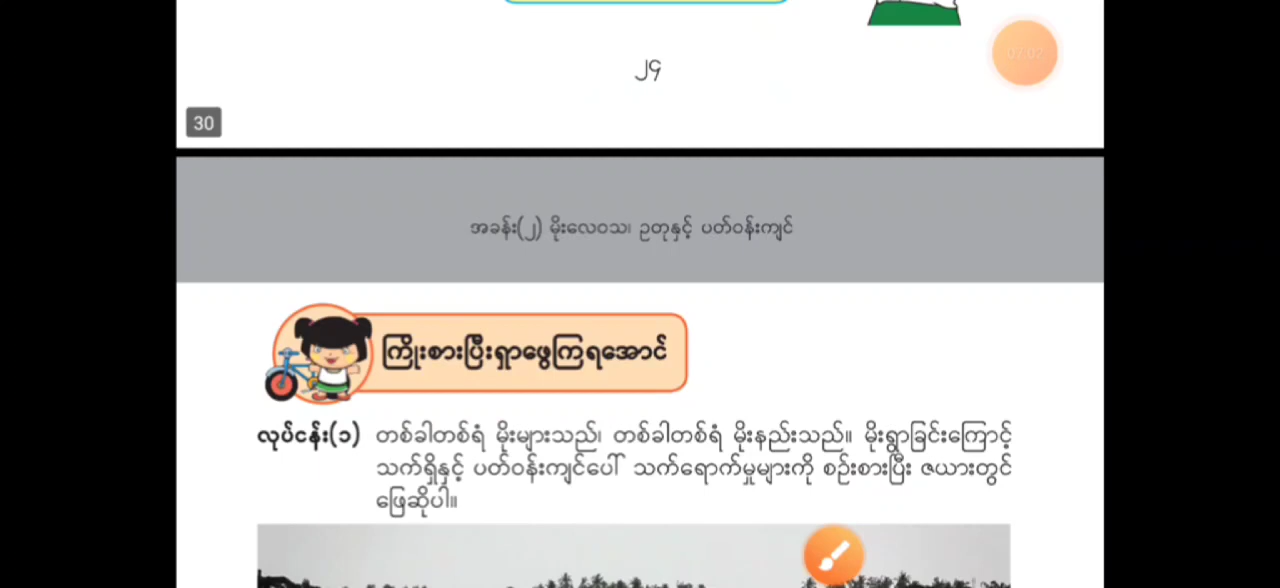 ၂၄
07:02
30
အခန်း(၂) မိုးလေဝသ၊ ဥတုနှင့် ပတ်ဝန်းကျင်
ကြိုးစားပြီးရှာဖွေကြရအောင်
လုပ်ငန်း(၁) တစ်ခါတစ်ရံ မိုးများသည်၊ တစ်ခါတစ်ရံ မိုးနည်းသည်။ မိုးရွာခြင်းကြောင့်
သက်ရှိနှင့် ပတ်ဝန်းကျင်ပေါ် သက်ရောက်မှုများကို စဉ်းစားပြီး ဇယားတွင်
ဖြေဆိုပါ။